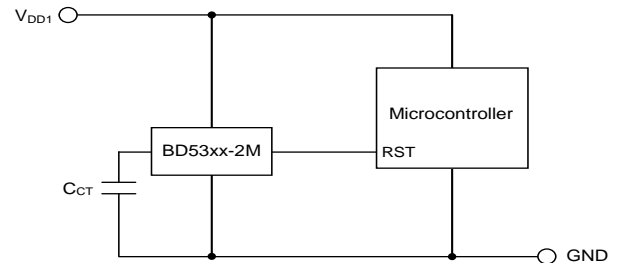 VDD1
Microcontroller
BD53xx-2M
RST
CCT
GND